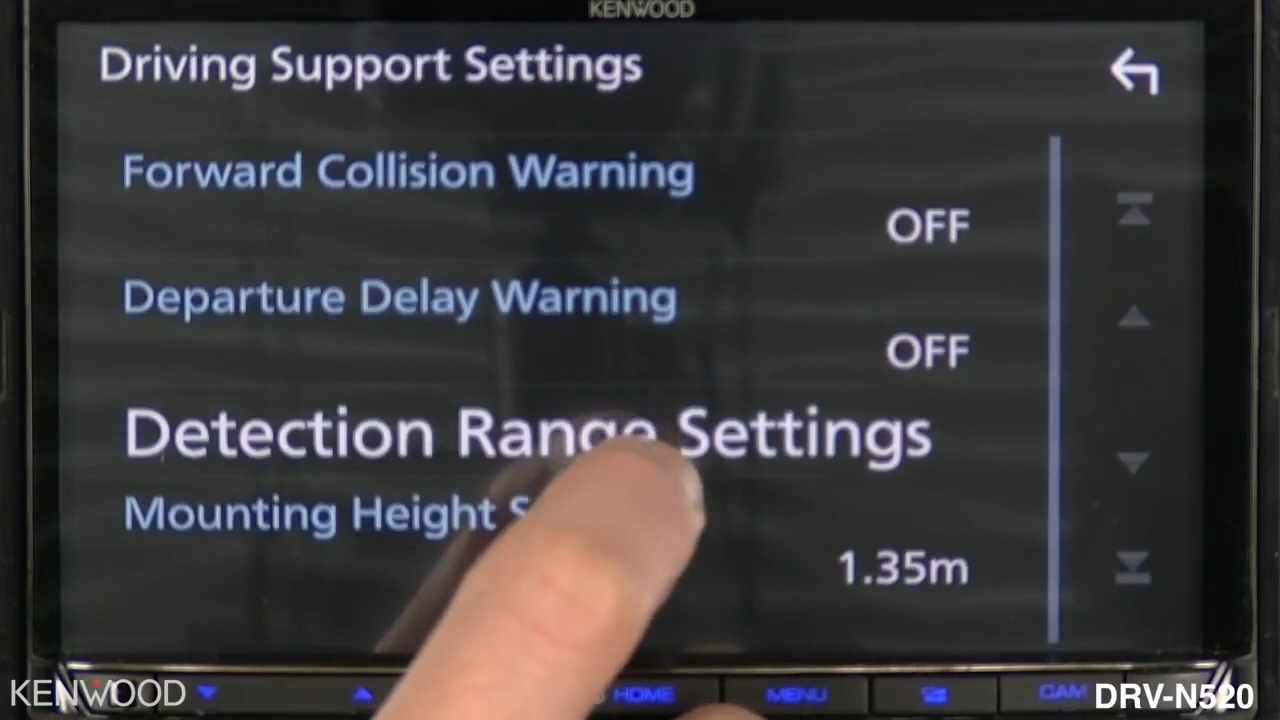 KENWOOD
Driving Support Settings
Forward Collision Warning
OFF
Departure Delay Warning
OFF
Detection Range Settings
Mounting Height
1.35m
HOME MENU CAM
KENWOOD
DRV-N520